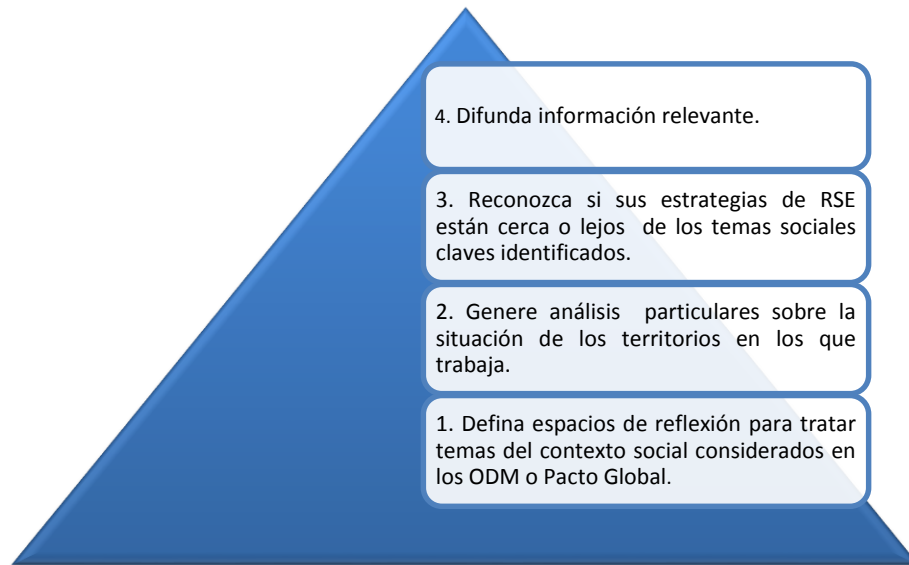 4. Difunda información relevante.
3. Reconozca si sus estrategias de RSE
están cerca o lejos de los temas sociales
claves identificados.
2. Genere análisis particulares sobre la
situación de los territorios en los que
trabaja.
1. Defina espacios de reflexión para tratar
temas del contexto social considerados en
los ODM o Pacto Global.